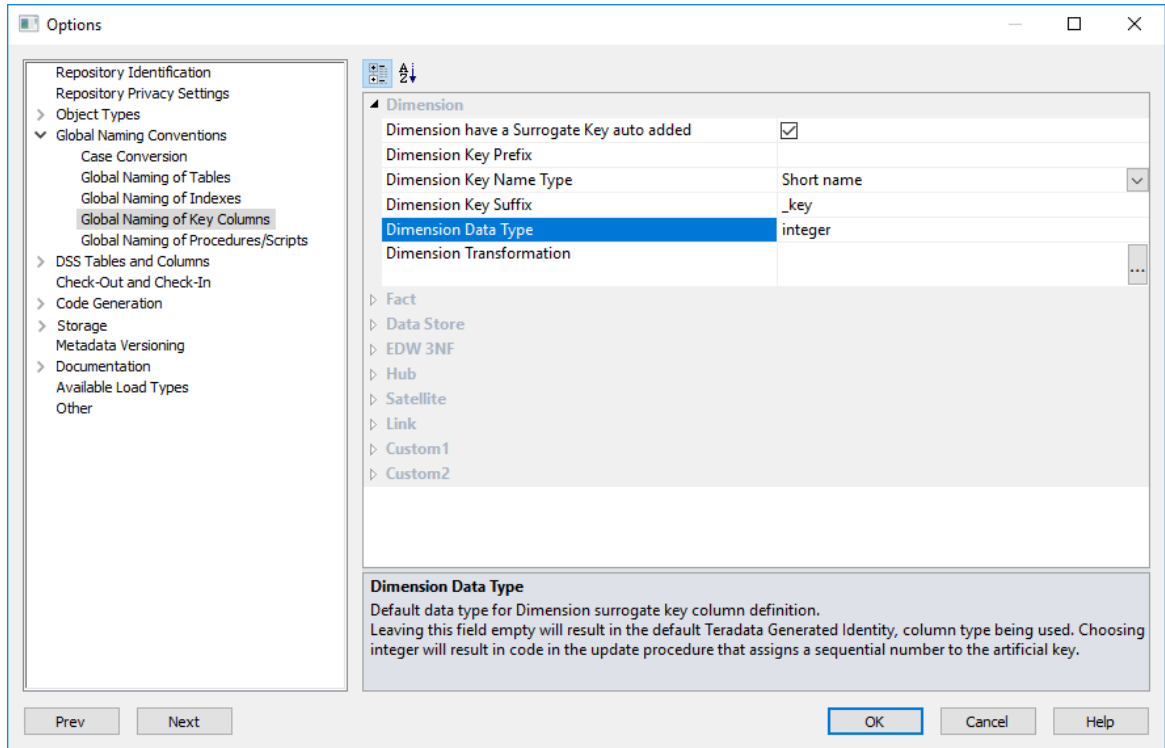 Options
Repository Identification
Repository Privacy Settings
Object Types
Global Naming Conventions
Case Conversion
Global Naming of Tables
Global Naming of Indexes
Global Naming of Key Columns
Global Naming of Procedures/Scripts
DSS Tables and Columns
Check-Out and Check-In
Code Generation
Storage
Metadata Versioning
Documentation
Available Load Types
Other
A
Z
Dimension
Dimension have a Surrogate Key auto added
Dimension Key Prefix
Dimension Key Name Type Short name
Dimension Key Suffix _key
Dimension Data Type integer
Dimension Transformation ...
Fact
Data Store
EDW 3NF
Hub
Satellite
Link
Custom1
Custom2
Dimension Data Type
Default data type for Dimension surrogate key column definition.
Leaving this field empty will result in the default Teradata Generated Identity, column type being used. Choosing
integer will result in code in the update procedure that assigns a sequential number to the artificial key.
Prev Next OK Cancel Help